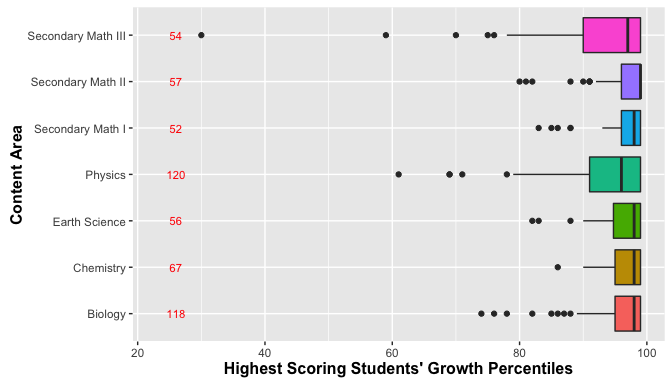 Secondary Math III 54
Secondary Math II 57
Secondary Math I 52
Physics 120
Earth Science 56
Chemistry 67
Biology 118
Content Area
20 40 60 80 100
Highest Scoring Students' Growth Percentiles